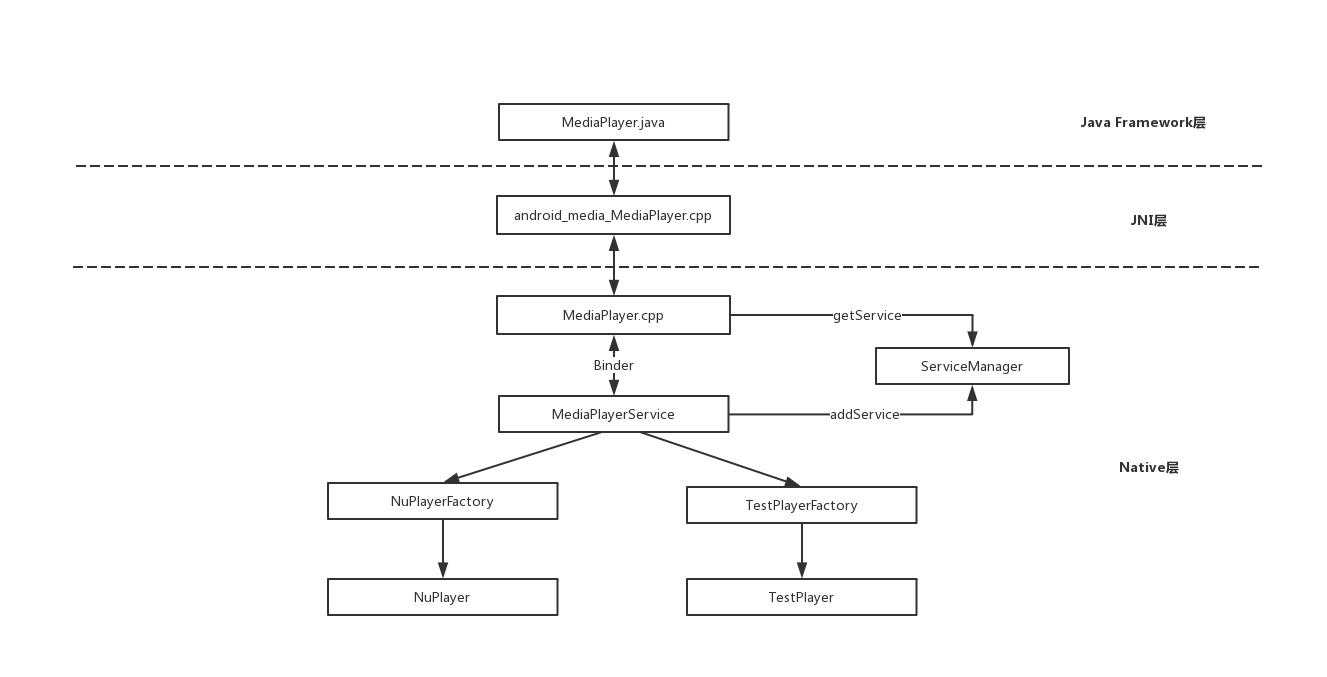 MediaPlayer.java
Java Framework层
android_media_MediaPlayer.cpp
JNI层
MediaPlayer.cpp
getService
Binder
ServiceManager
MediaPlayerService
addService
Native层
NuPlayerFactory
TestPlayerFactory
NuPlayer
TestPlayer